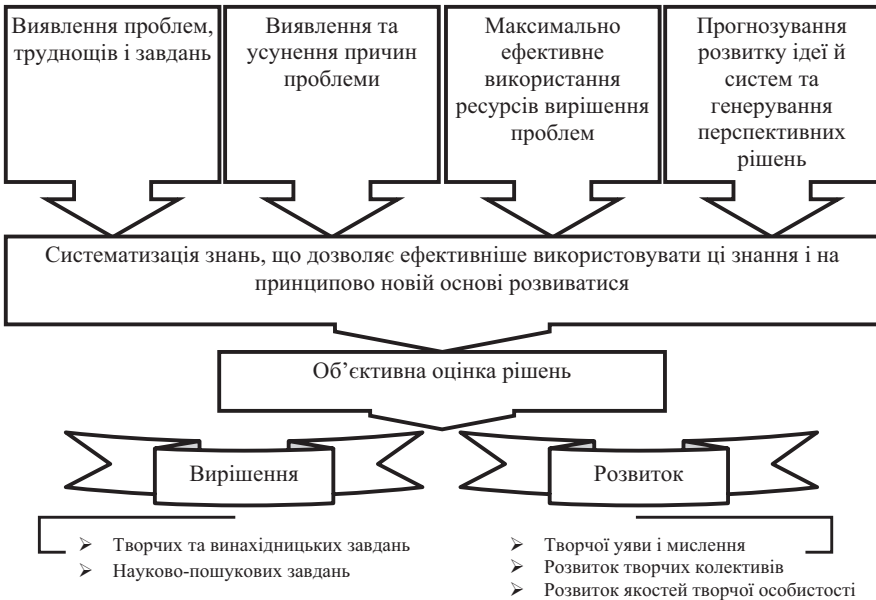 Виявлення проблем,
труднощів і завдань
Виявлення та
усунення причин
проблеми
Максимально
ефективне
використання
ресурсів вирішення
проблем
Прогнозування
розвитку ідеї й
систем та
генерування
перспективних
рішень
Систематизація знань, що дозволяє ефективніше використовувати ці знання і на
принципово новій основі розвиватися
Об’єктивна оцінка рішень
Вирішення
➢ Творчих та винахідницьких завдань
➢ Науково-пошукових завдань
Розвиток
➢ Творчої уяви і мислення
➢ Розвиток творчих колективів
➢ Розвиток якостей творчої особистості